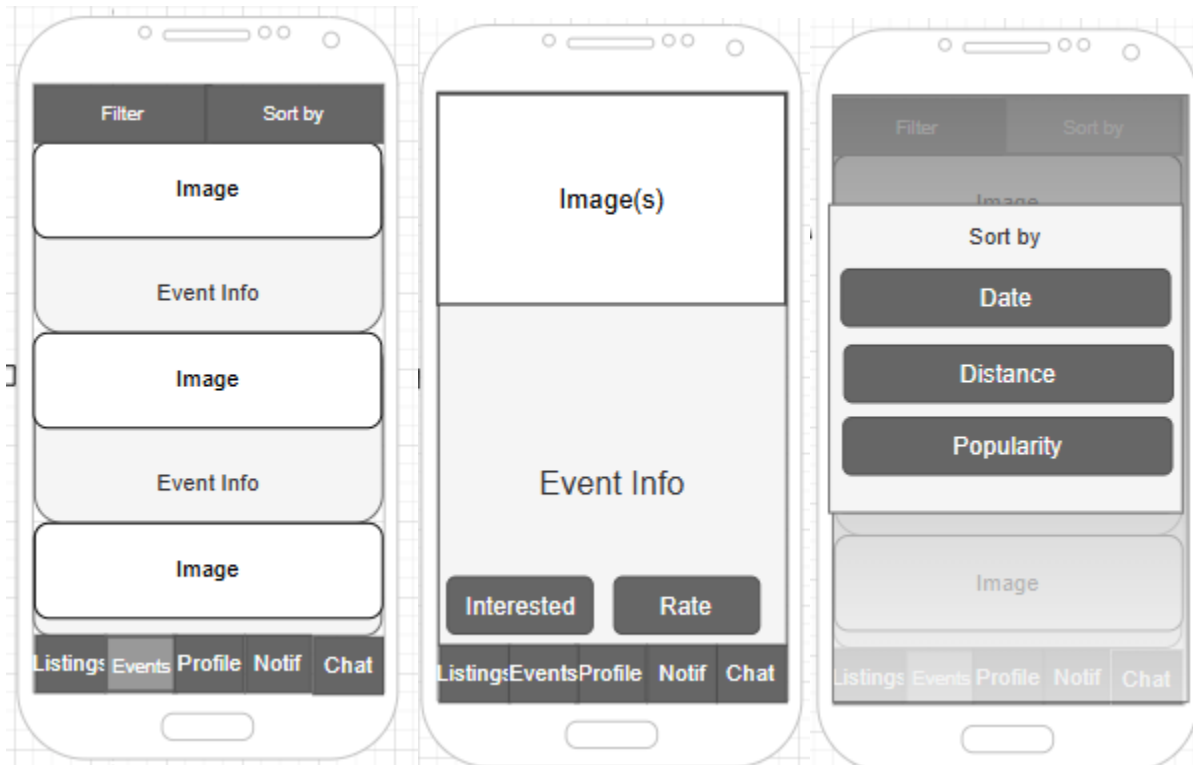 Filter Sort by
Image
Event Info
Image
Event Info
Image
Listings Events Profile Notif Chat
Image(s)
Event Info
Interested Rate
Listings Events Profile Notif Chat
Filter Sort by
Image
Sort by
Date
Distance
Popularity
Image
Listings Events Profile Notif Chat